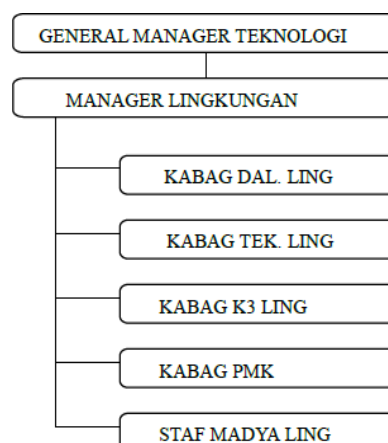 GENERAL MANAGER TEKNOLOGI
MANAGER LINGKUNGAN
KABAG DAL. LING
KABAG TEK. LING
KABAG K3 LING
KABAG PMK
STAF MADYA LING